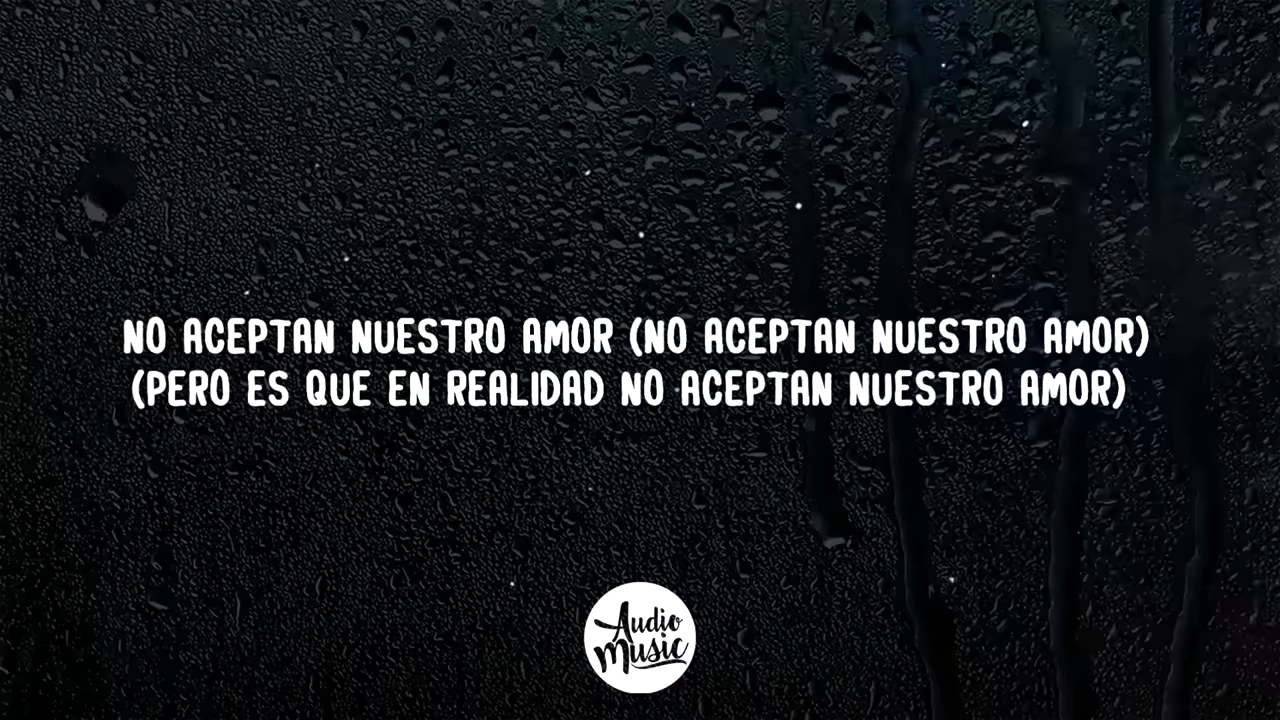 NO ACEPTAN NUESTRO AMOR (NO ACEPTAN NUESTRO AMOR)
(PERO ES QUE EN REALIDAD NO ACEPTAN NUESTRO AMOR)
Audio
Music